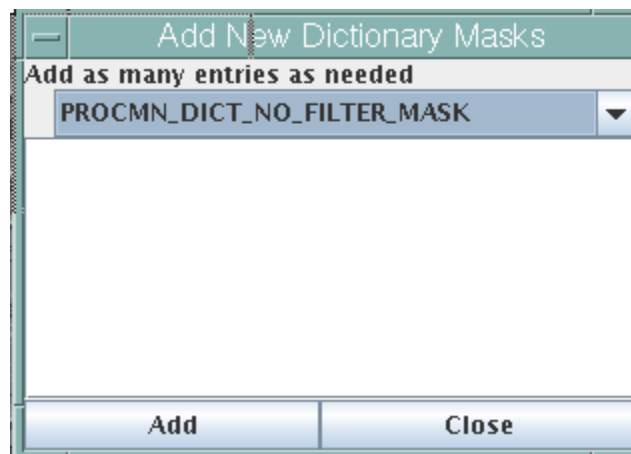 Add New Dictionary Masks
Add as many entries as needed
PROCMN_DICT_NO_FILTER_MASK
Add Close